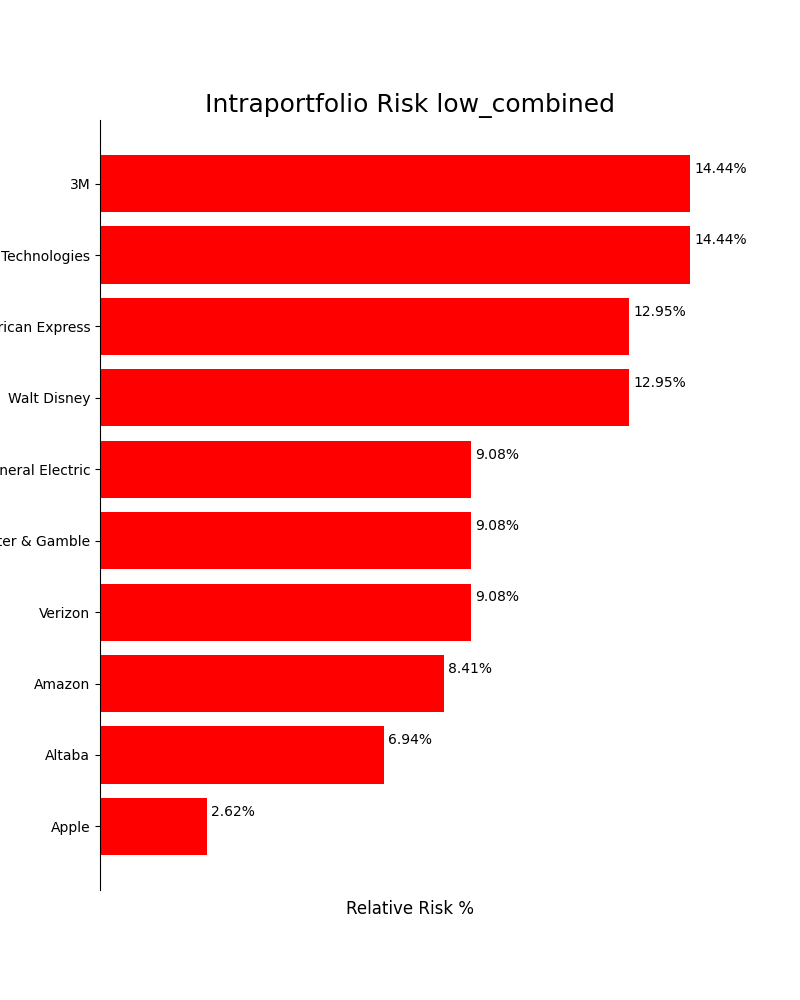 Intraportfolio Risk low_combined
3M 14.44%
Technologies 14.44%
rican Express 12.95%
Walt Disney 12.95%
neral Electric 9.08%
ter & Gamble 9.08%
Verizon 9.08%
Amazon 8.41%
Altaba 6.94%
Apple 2.62%
Relative Risk %